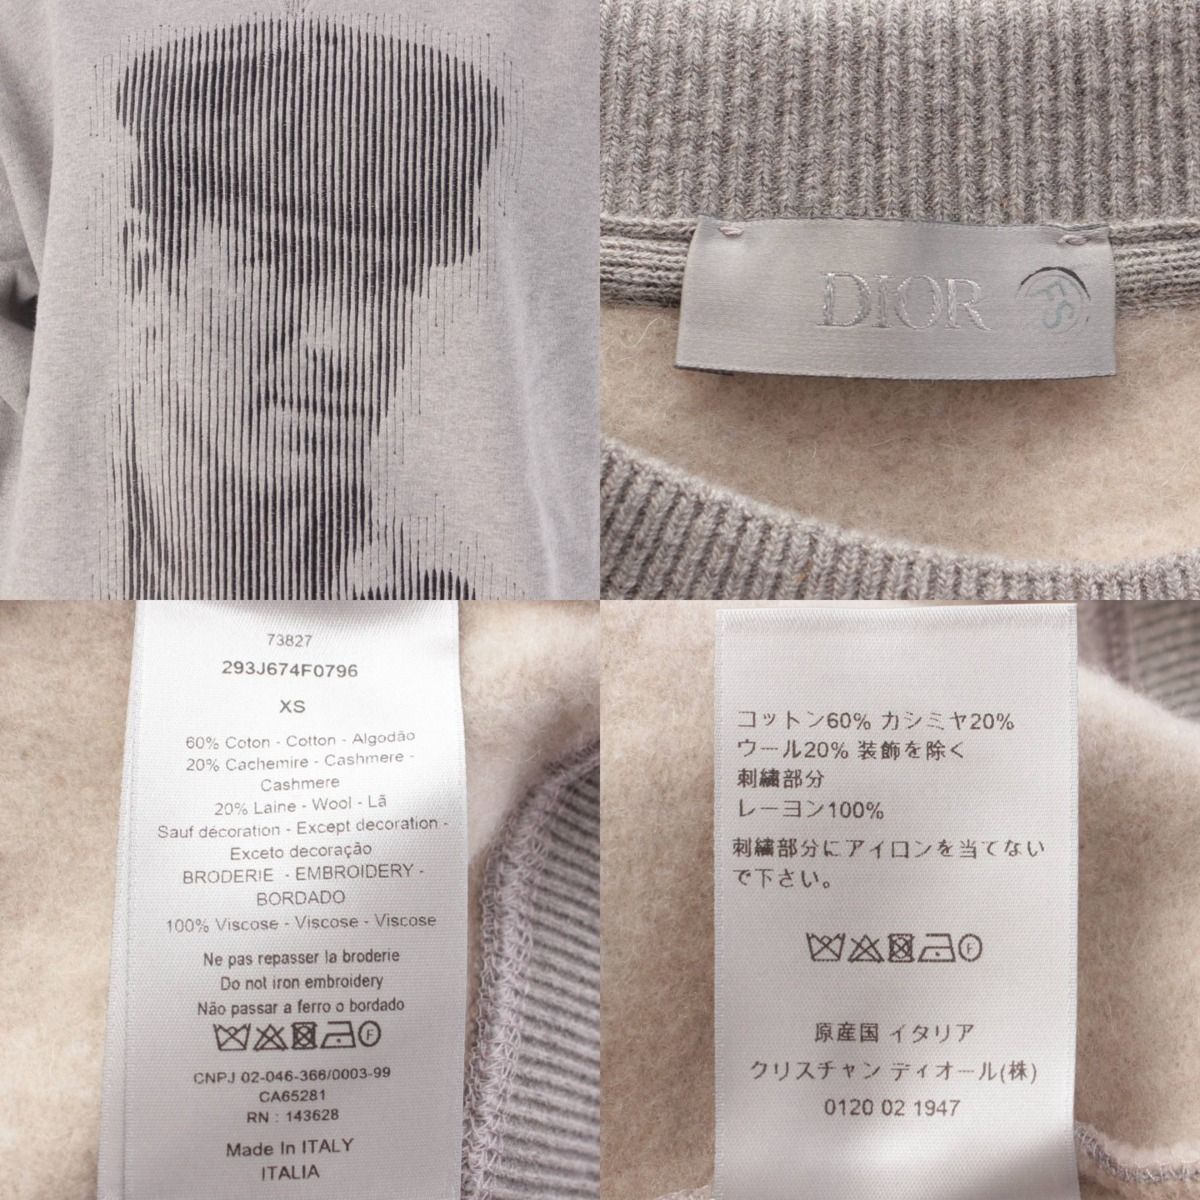 DIOR
FS
73827
293J674F0796
XS
60% Coton - Cotton - Algodão
20% Cachemire - Cashmere -
Cashmere
20% Laine - Wool - Lã
Sauf décoration - Except decoration -
Exceto decoração
BRODERIE - EMBROIDERY -
BORDADO
100% Viscose - Viscose - Viscose
Ne pas repasser la broderie
Do not iron embroidery
Não passar a ferro o bordado
F
CNPJ 02-046-366/0003-99
CA65281
RN : 143628
Made In ITALY
ITALIA
コットン60% カシミヤ20%
ウール20% 装飾を除く
刺繍部分
レーヨン100%
刺繍部分にアイロンを当てない
で下さい。
F
原産国 イタリア
クリスチャン ディオール(株)
0120 02 1947